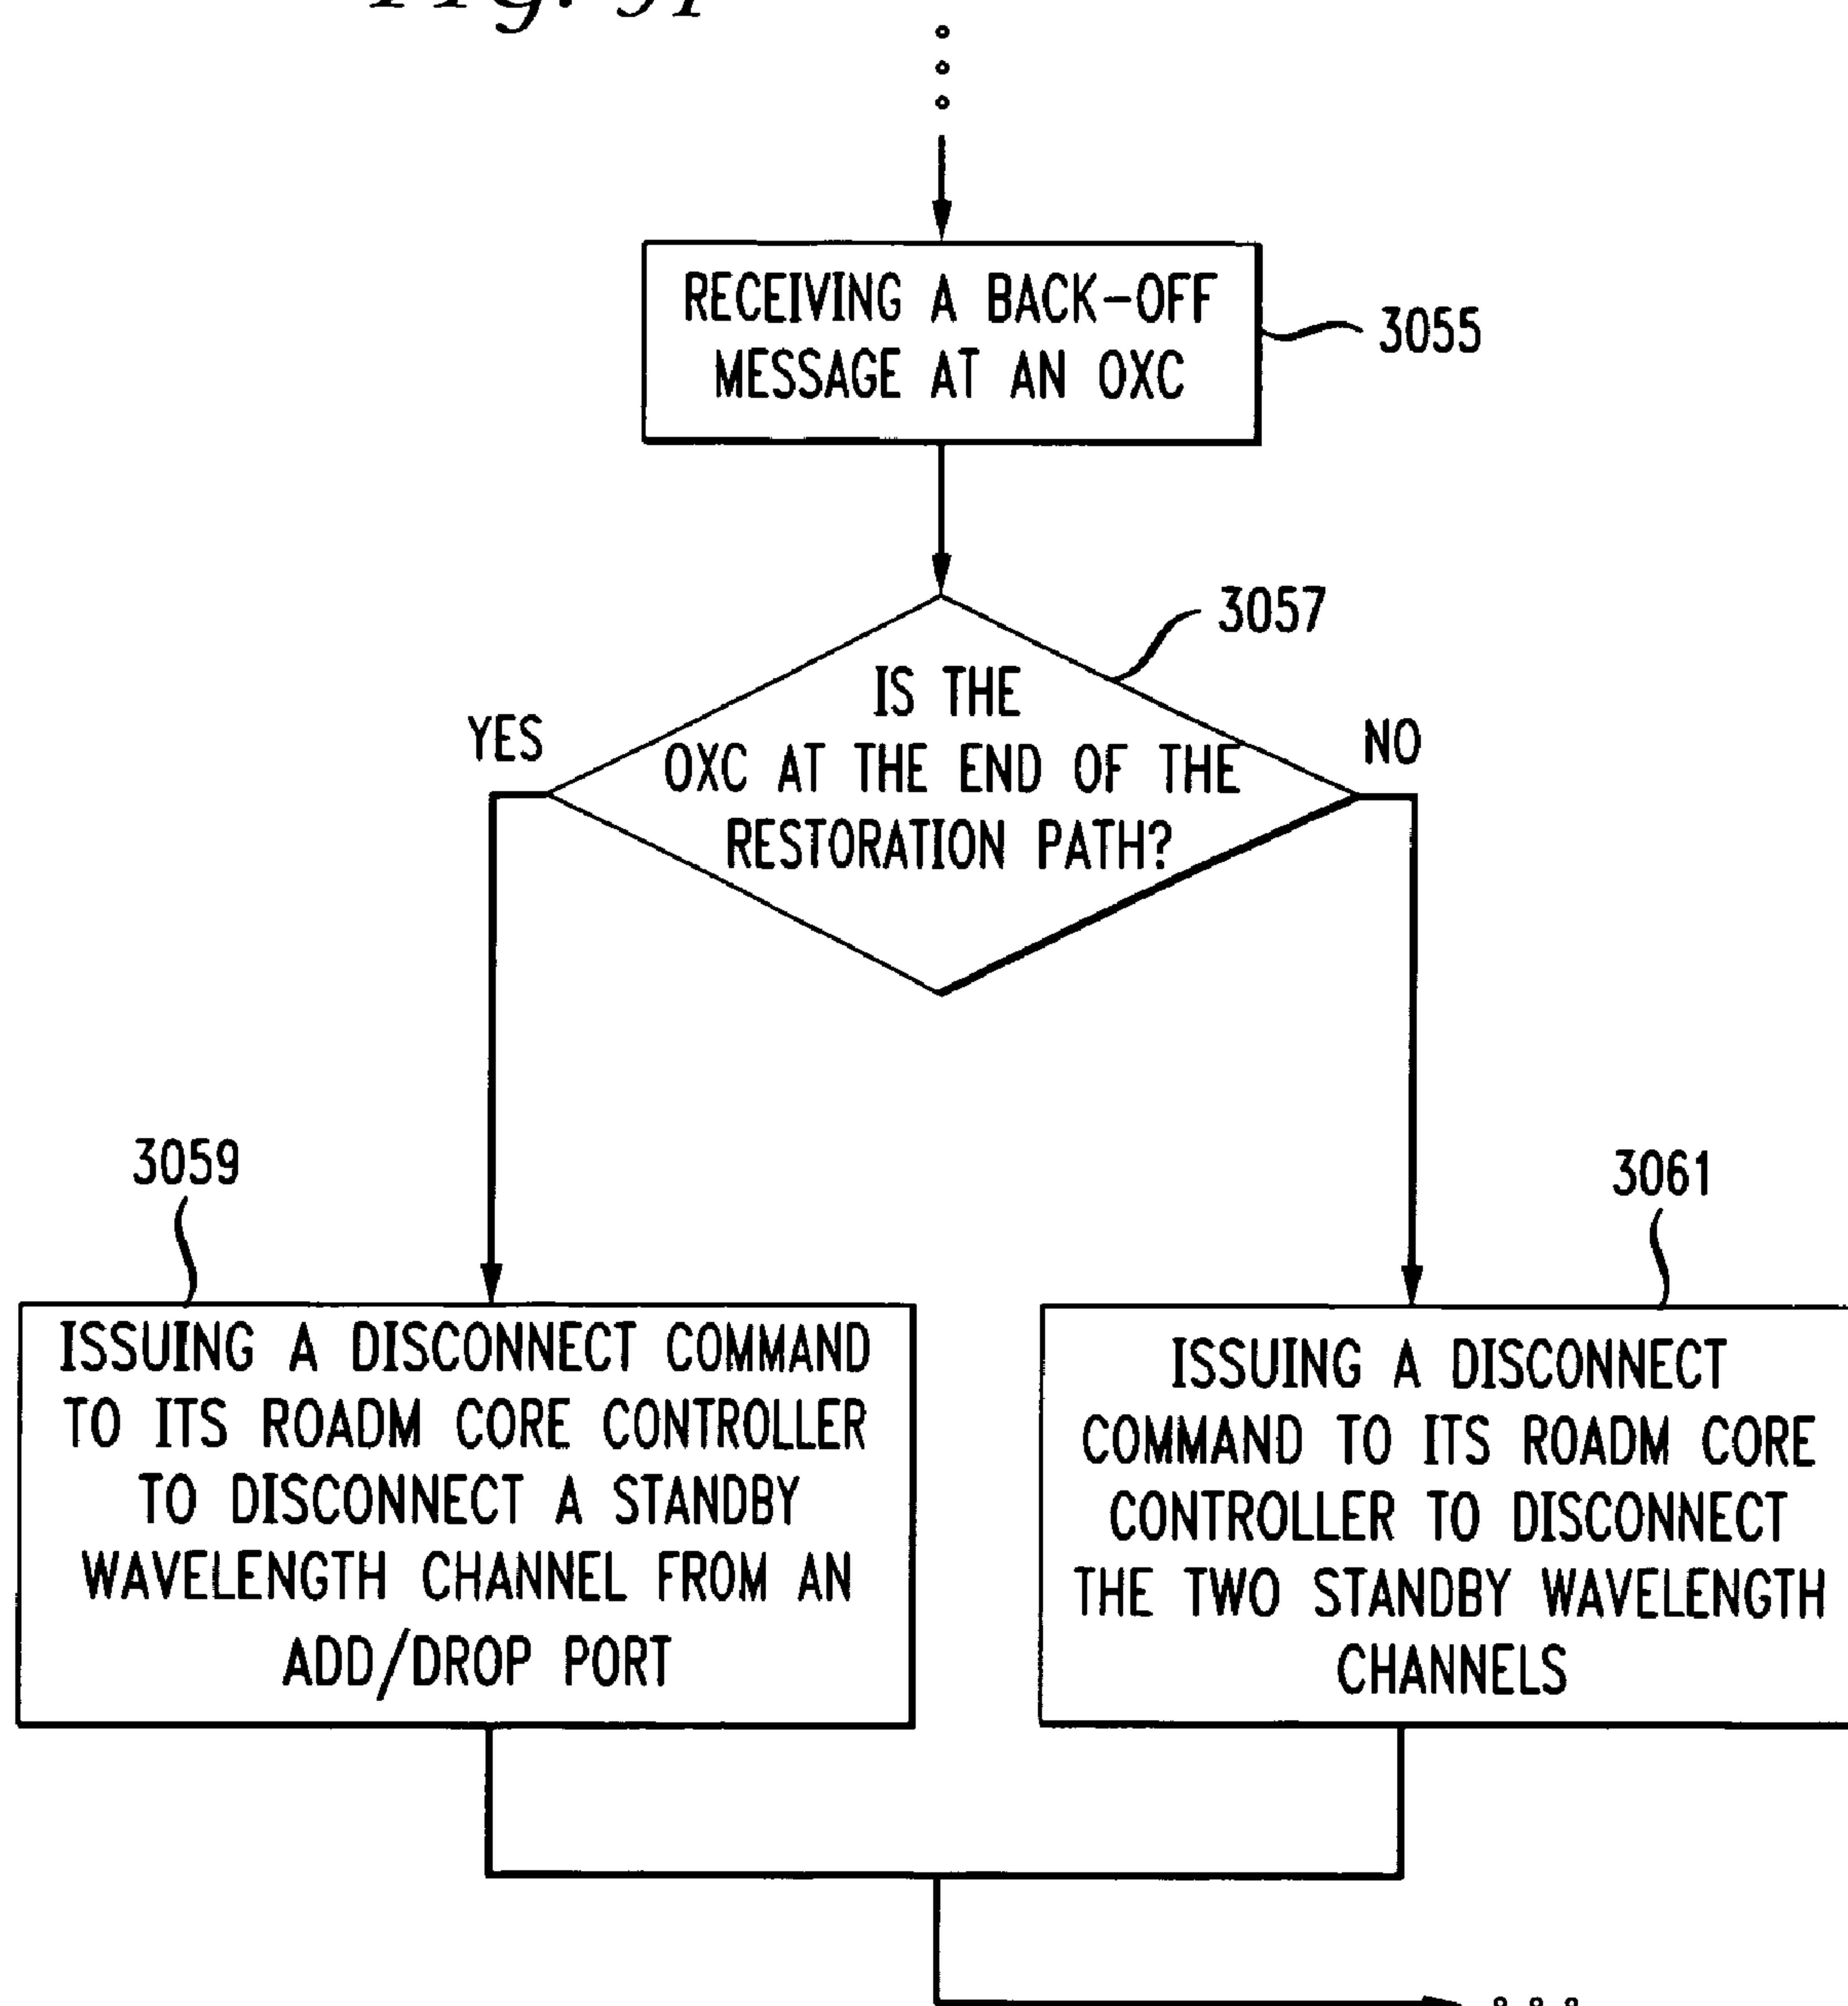 RECEIVING A BACK-OFF
MESSAGE AT AN OXC
3055
3057
IS THE
OXC AT THE END OF THE
RESTORATION PATH?
YES
NO
3059
3061
ISSUING A DISCONNECT COMMAND
TO ITS ROADM CORE CONTROLLER
TO DISCONNECT A STANDBY
WAVELENGTH CHANNEL FROM AN
ADD/DROP PORT
ISSUING A DISCONNECT
COMMAND TO ITS ROADM CORE
CONTROLLER TO DISCONNECT
THE TWO STANDBY WAVELENGTH
CHANNELS